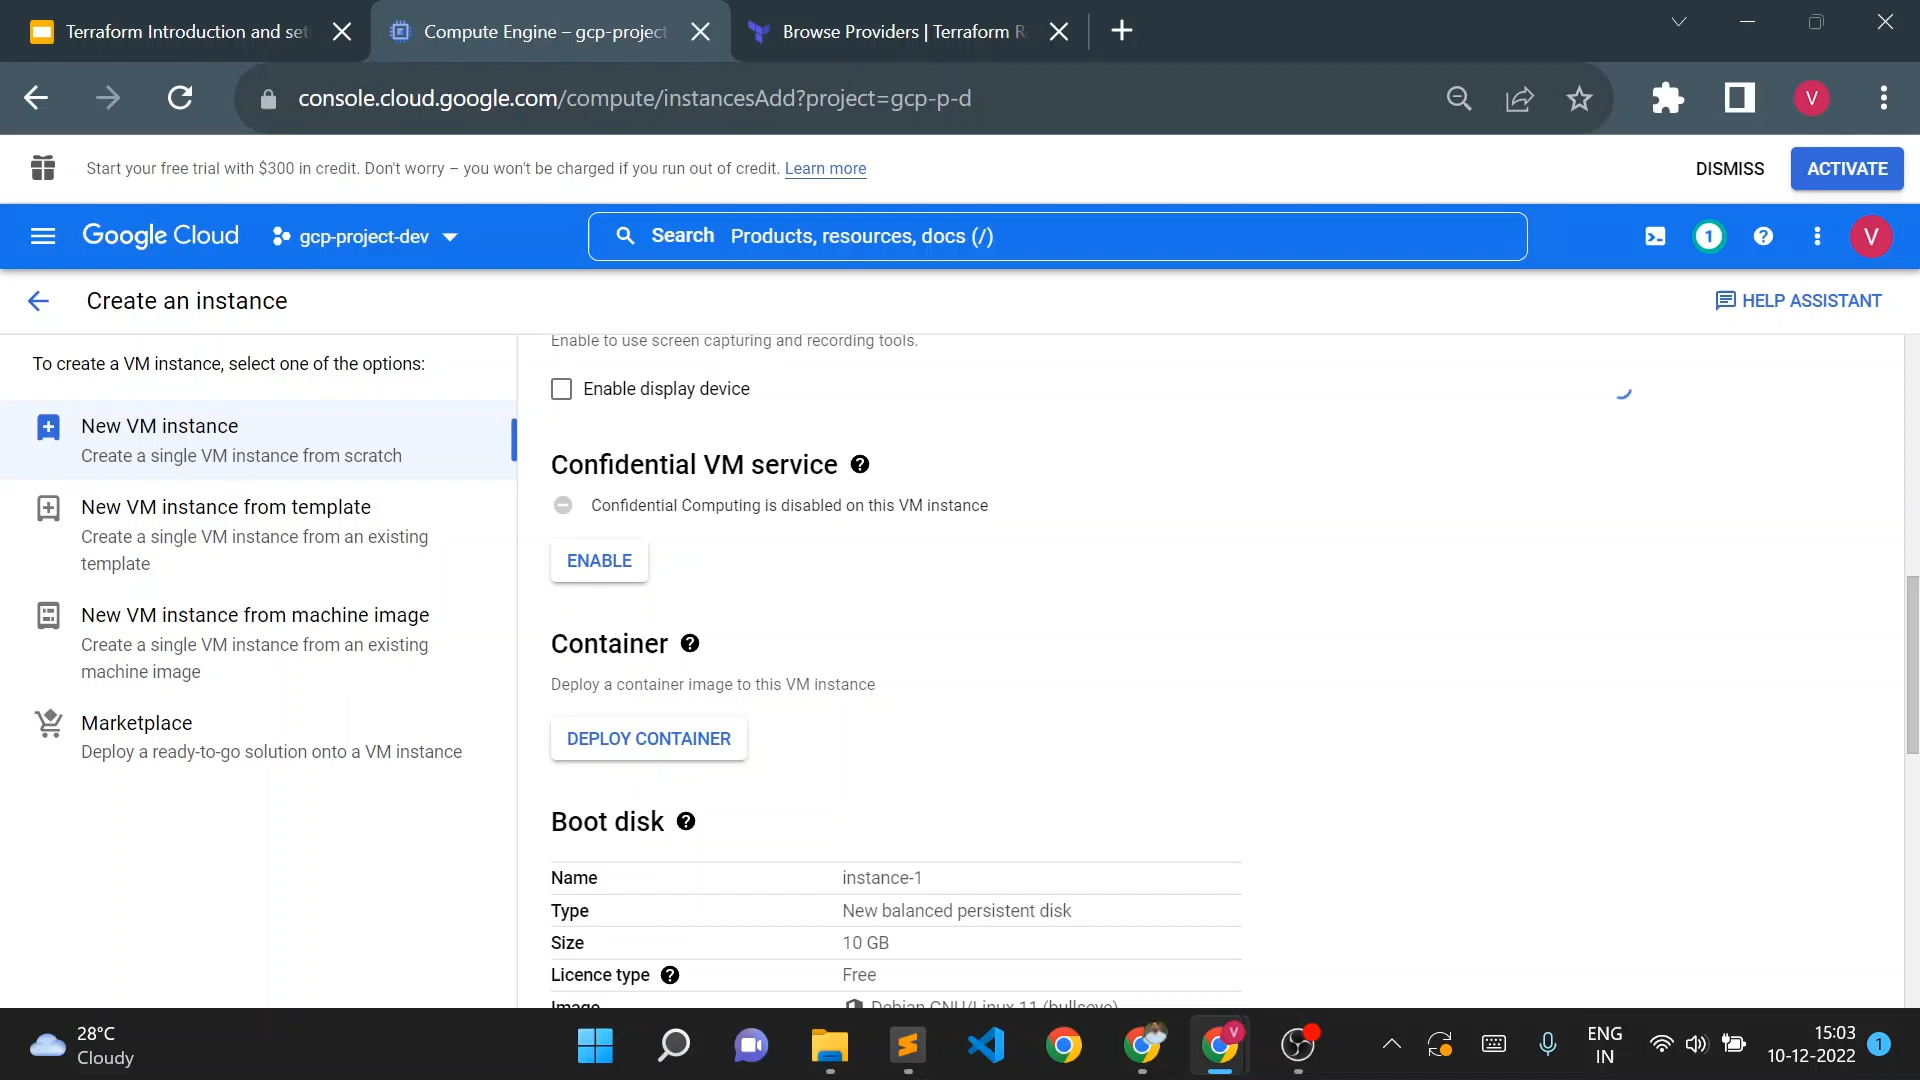 Terraform Introduction and set
Compute Engine – gcp-project
Browse Providers | Terraform R
console.cloud.google.com/compute/instancesAdd?project=gcp-p-d
V
Start your free trial with $300 in credit. Don't worry – you won't be charged if you run out of credit. Learn more
DISMISS
ACTIVATE
Google Cloud
gcp-project-dev
Search Products, resources, docs (/)
1
V
Create an instance
HELP ASSISTANT
To create a VM instance, select one of the options:
New VM instance
Create a single VM instance from scratch
New VM instance from template
Create a single VM instance from an existing
template
New VM instance from machine image
Create a single VM instance from an existing
machine image
Marketplace
Deploy a ready-to-go solution onto a VM instance
Enable to use screen capturing and recording tools.
Enable display device
Confidential VM service
Confidential Computing is disabled on this VM instance
ENABLE
Container
Deploy a container image to this VM instance
DEPLOY CONTAINER
Boot disk
Name instance-1
Type New balanced persistent disk
Size 10 GB
Licence type Free
Image Debian GNU/Linux 11 (bullseye)
28°C
Cloudy
V
ENG
IN
15:03
10-12-2022
1